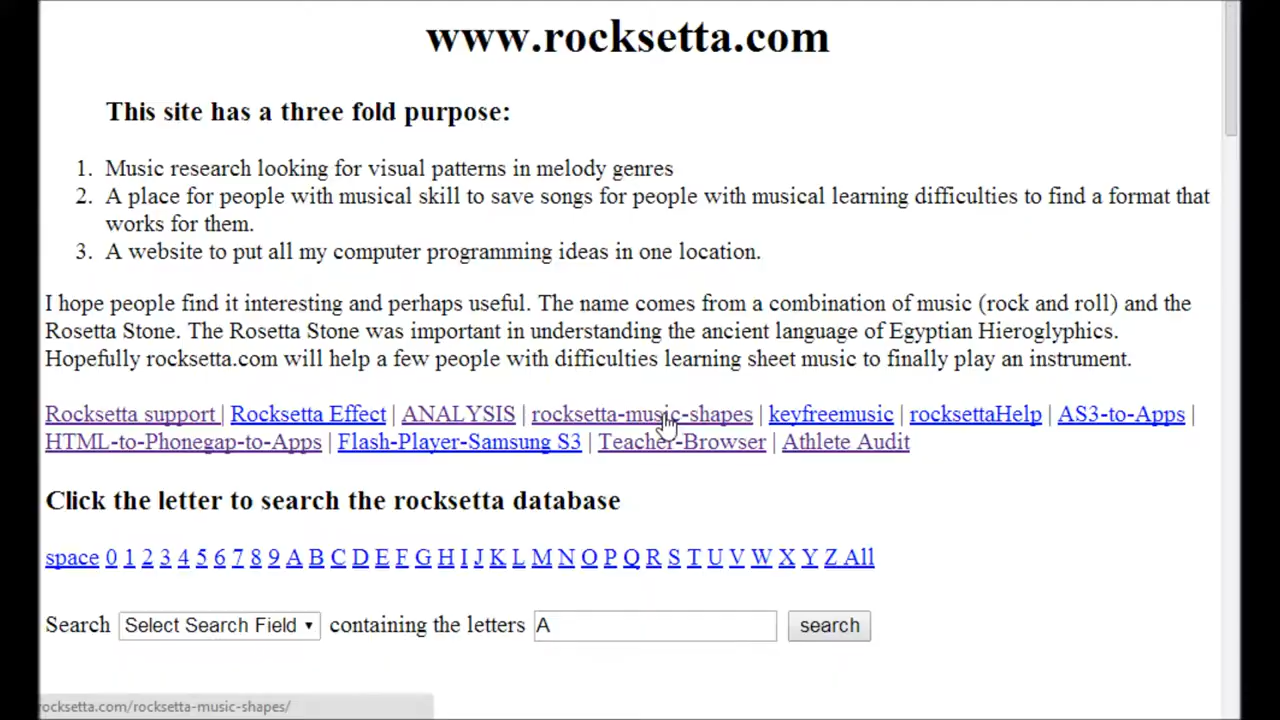 www.rocksetta.com
This site has a three fold purpose:
1. Music research looking for visual patterns in melody genres
2. A place for people with musical skill to save songs for people with musical learning difficulties to find a format that
works for them.
3. A website to put all my computer programming ideas in one location.
I hope people find it interesting and perhaps useful. The name comes from a combination of music (rock and roll) and the
Rosetta Stone. The Rosetta Stone was important in understanding the ancient language of Egyptian Hieroglyphics.
Hopefully rocksetta.com will help a few people with difficulties learning sheet music to finally play an instrument.
Rocksetta support | Rocksetta Effect | ANALYSIS | rocksetta-music-shapes | keyfreemusic | rocksettaHelp | AS3-to-Apps |
HTML-to-Phonegap-to-Apps | Flash-Player-Samsung S3 | Teacher-Browser | Athlete Audit
Click the letter to search the rocksetta database
space 0 1 2 3 4 5 6 7 8 9 A B C D E F G H I J K L M N O P Q R S T U V W X Y Z All
Search Select Search Field ▾ containing the letters A search
rocksetta.com/rocksetta-music-shapes/